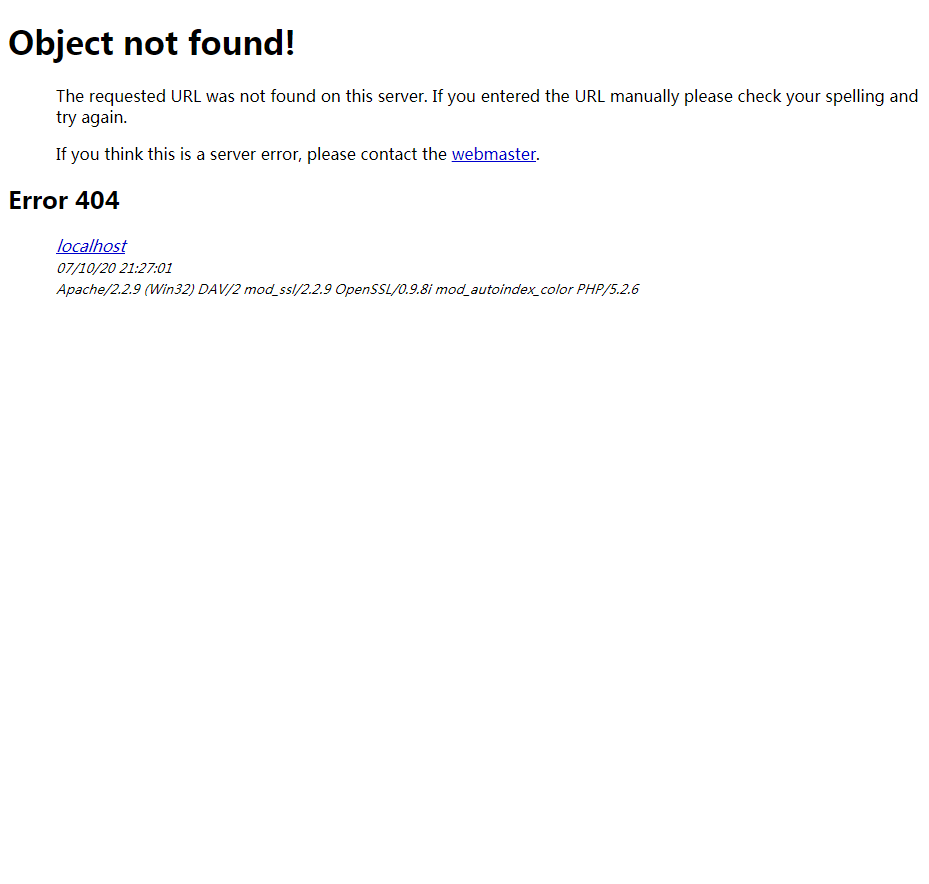 Object not found!
The requested URL was not found on this server. If you entered the URL manually please check your spelling and
try again.
If you think this is a server error, please contact the webmaster.
Error 404
localhost
07/10/20 21:27:01
Apache/2.2.9 (Win32) DAV/2 mod_ssl/2.2.9 OpenSSL/0.9.8i mod_autoindex_color PHP/5.2.6